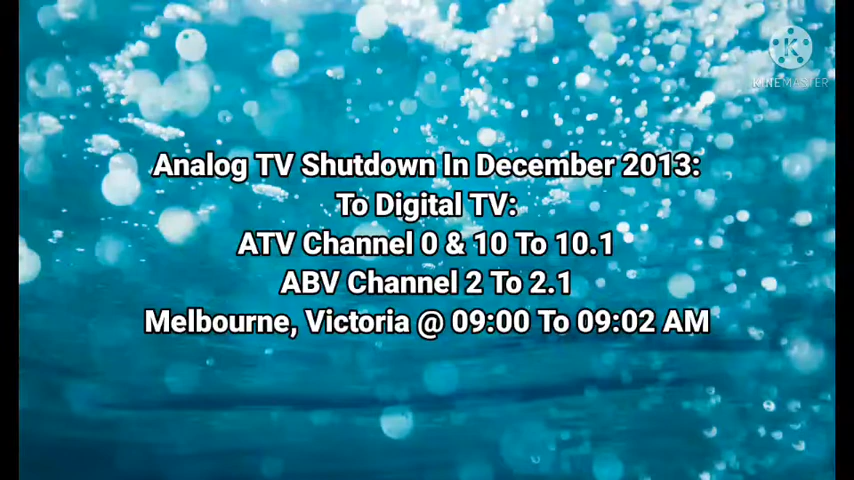 KINEMASTER
Analog TV Shutdown In December 2013:
To Digital TV:
ATV Channel 0 & 10 To 10.1
ABV Channel 2 To 2.1
Melbourne, Victoria @ 09:00 To 09:02 AM